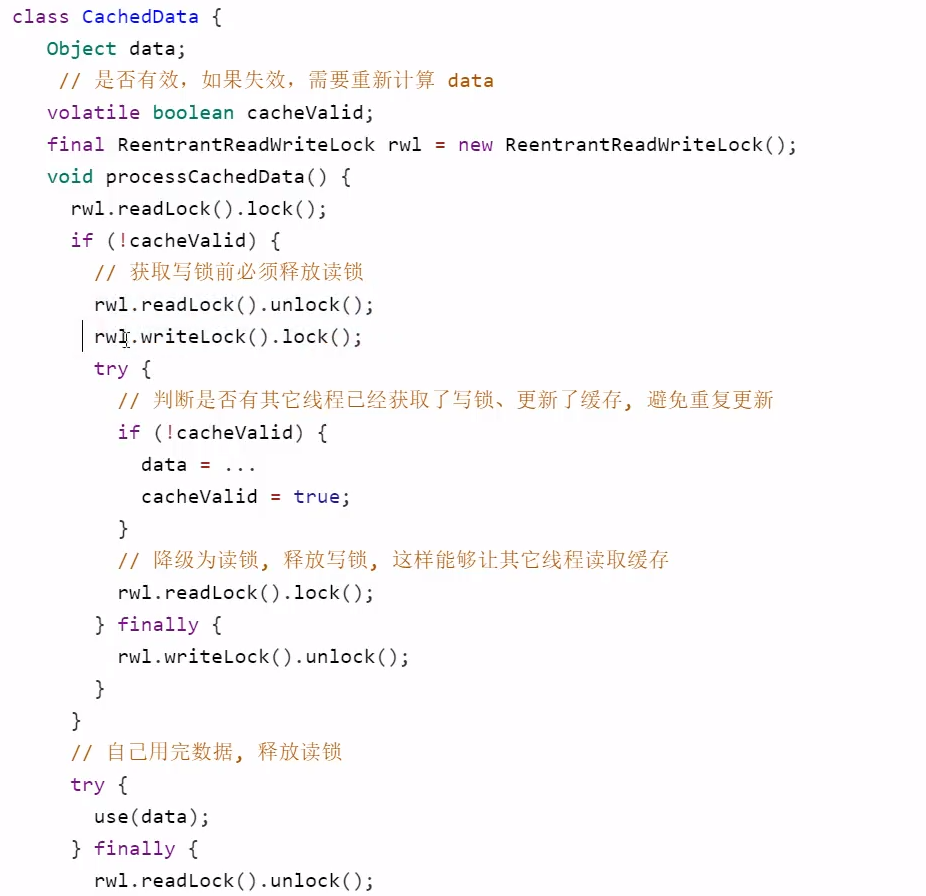 class CachedData {
Object data;
// 是否有效，如果失效，需要重新计算 data
volatile boolean cacheValid;
final ReentrantReadWriteLock rwl = new ReentrantReadWriteLock();
void processCachedData() {
rwl.readLock().lock();
if (!cacheValid) {
// 获取写锁前必须释放读锁
rwl.readLock().unlock();
rwl.writeLock().lock();
try {
// 判断是否有其它线程已经获取了写锁、更新了缓存, 避免重复更新
if (!cacheValid) {
data = ...
cacheValid = true;
}
// 降级为读锁, 释放写锁, 这样能够让其它线程读取缓存
rwl.readLock().lock();
} finally {
rwl.writeLock().unlock();
}
}
// 自己用完数据, 释放读锁
try {
use(data);
} finally {
rwl.readLock().unlock();